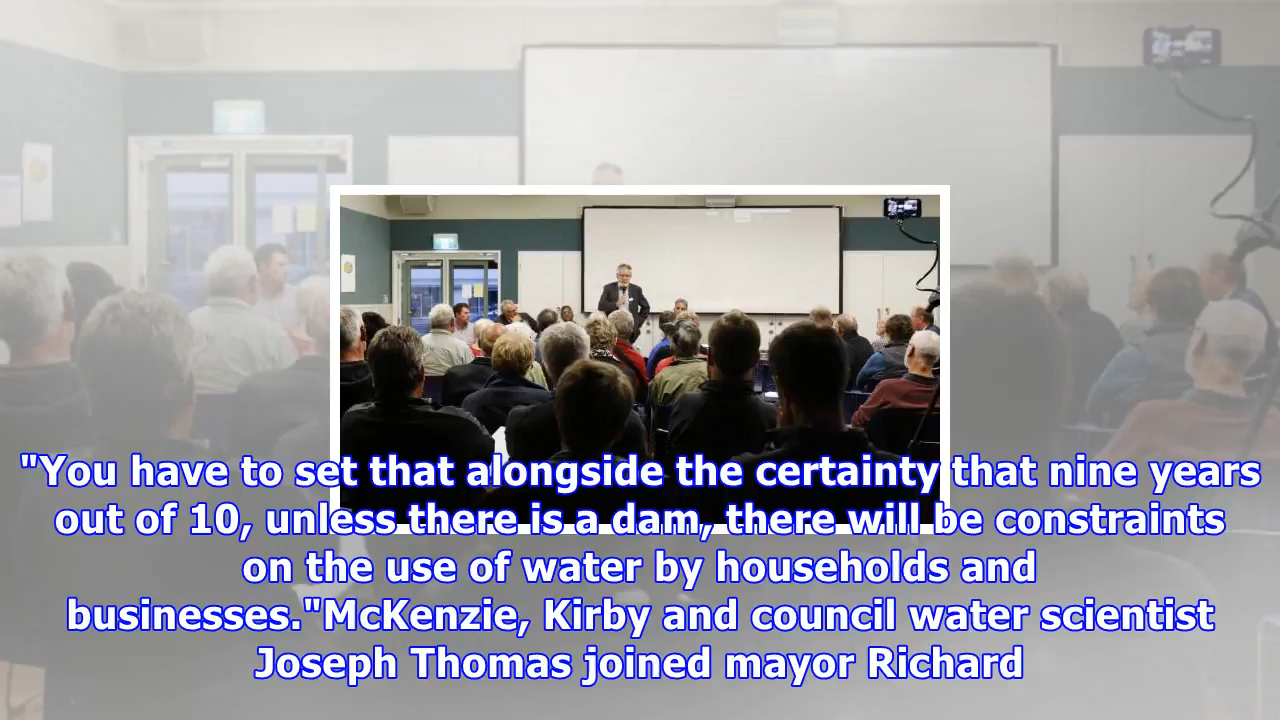 "You have to set that alongside the certainty that nine years
out of 10, unless there is a dam, there will be constraints
on the use of water by households and
businesses."McKenzie, Kirby and council water scientist
Joseph Thomas joined mayor Richard